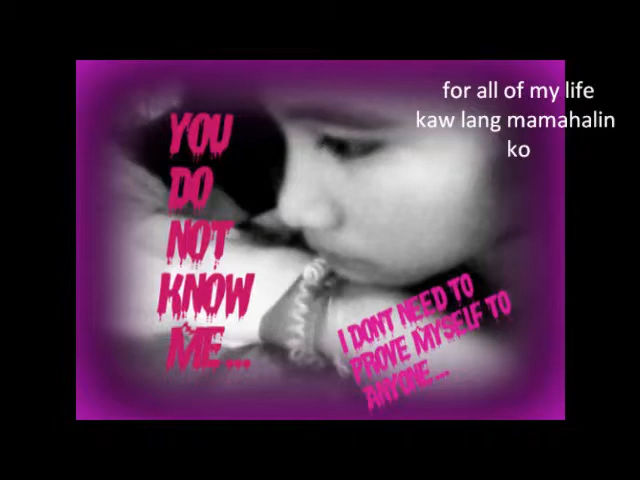 for all of my life
kaw lang mamahalin
ko
YOU
DO
NOT
KNOW
ME...
I DONT NEED TO
PROVE MYSELF TO
ANYONE...